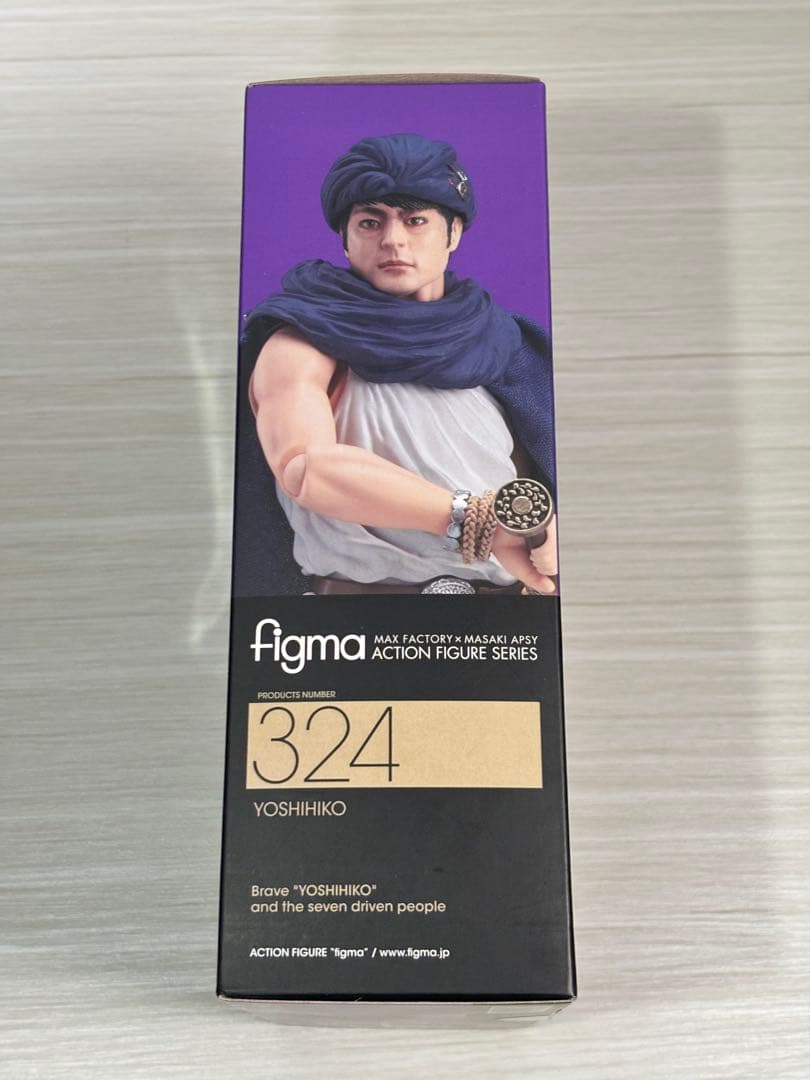 figma MAX FACTORY × MASAKI APSY
ACTION FIGURE SERIES
PRODUCTS NUMBER
324
YOSHIHIKO
Brave "YOSHIHIKO"
and the seven driven people
ACTION FIGURE "figma" / www.figma.jp